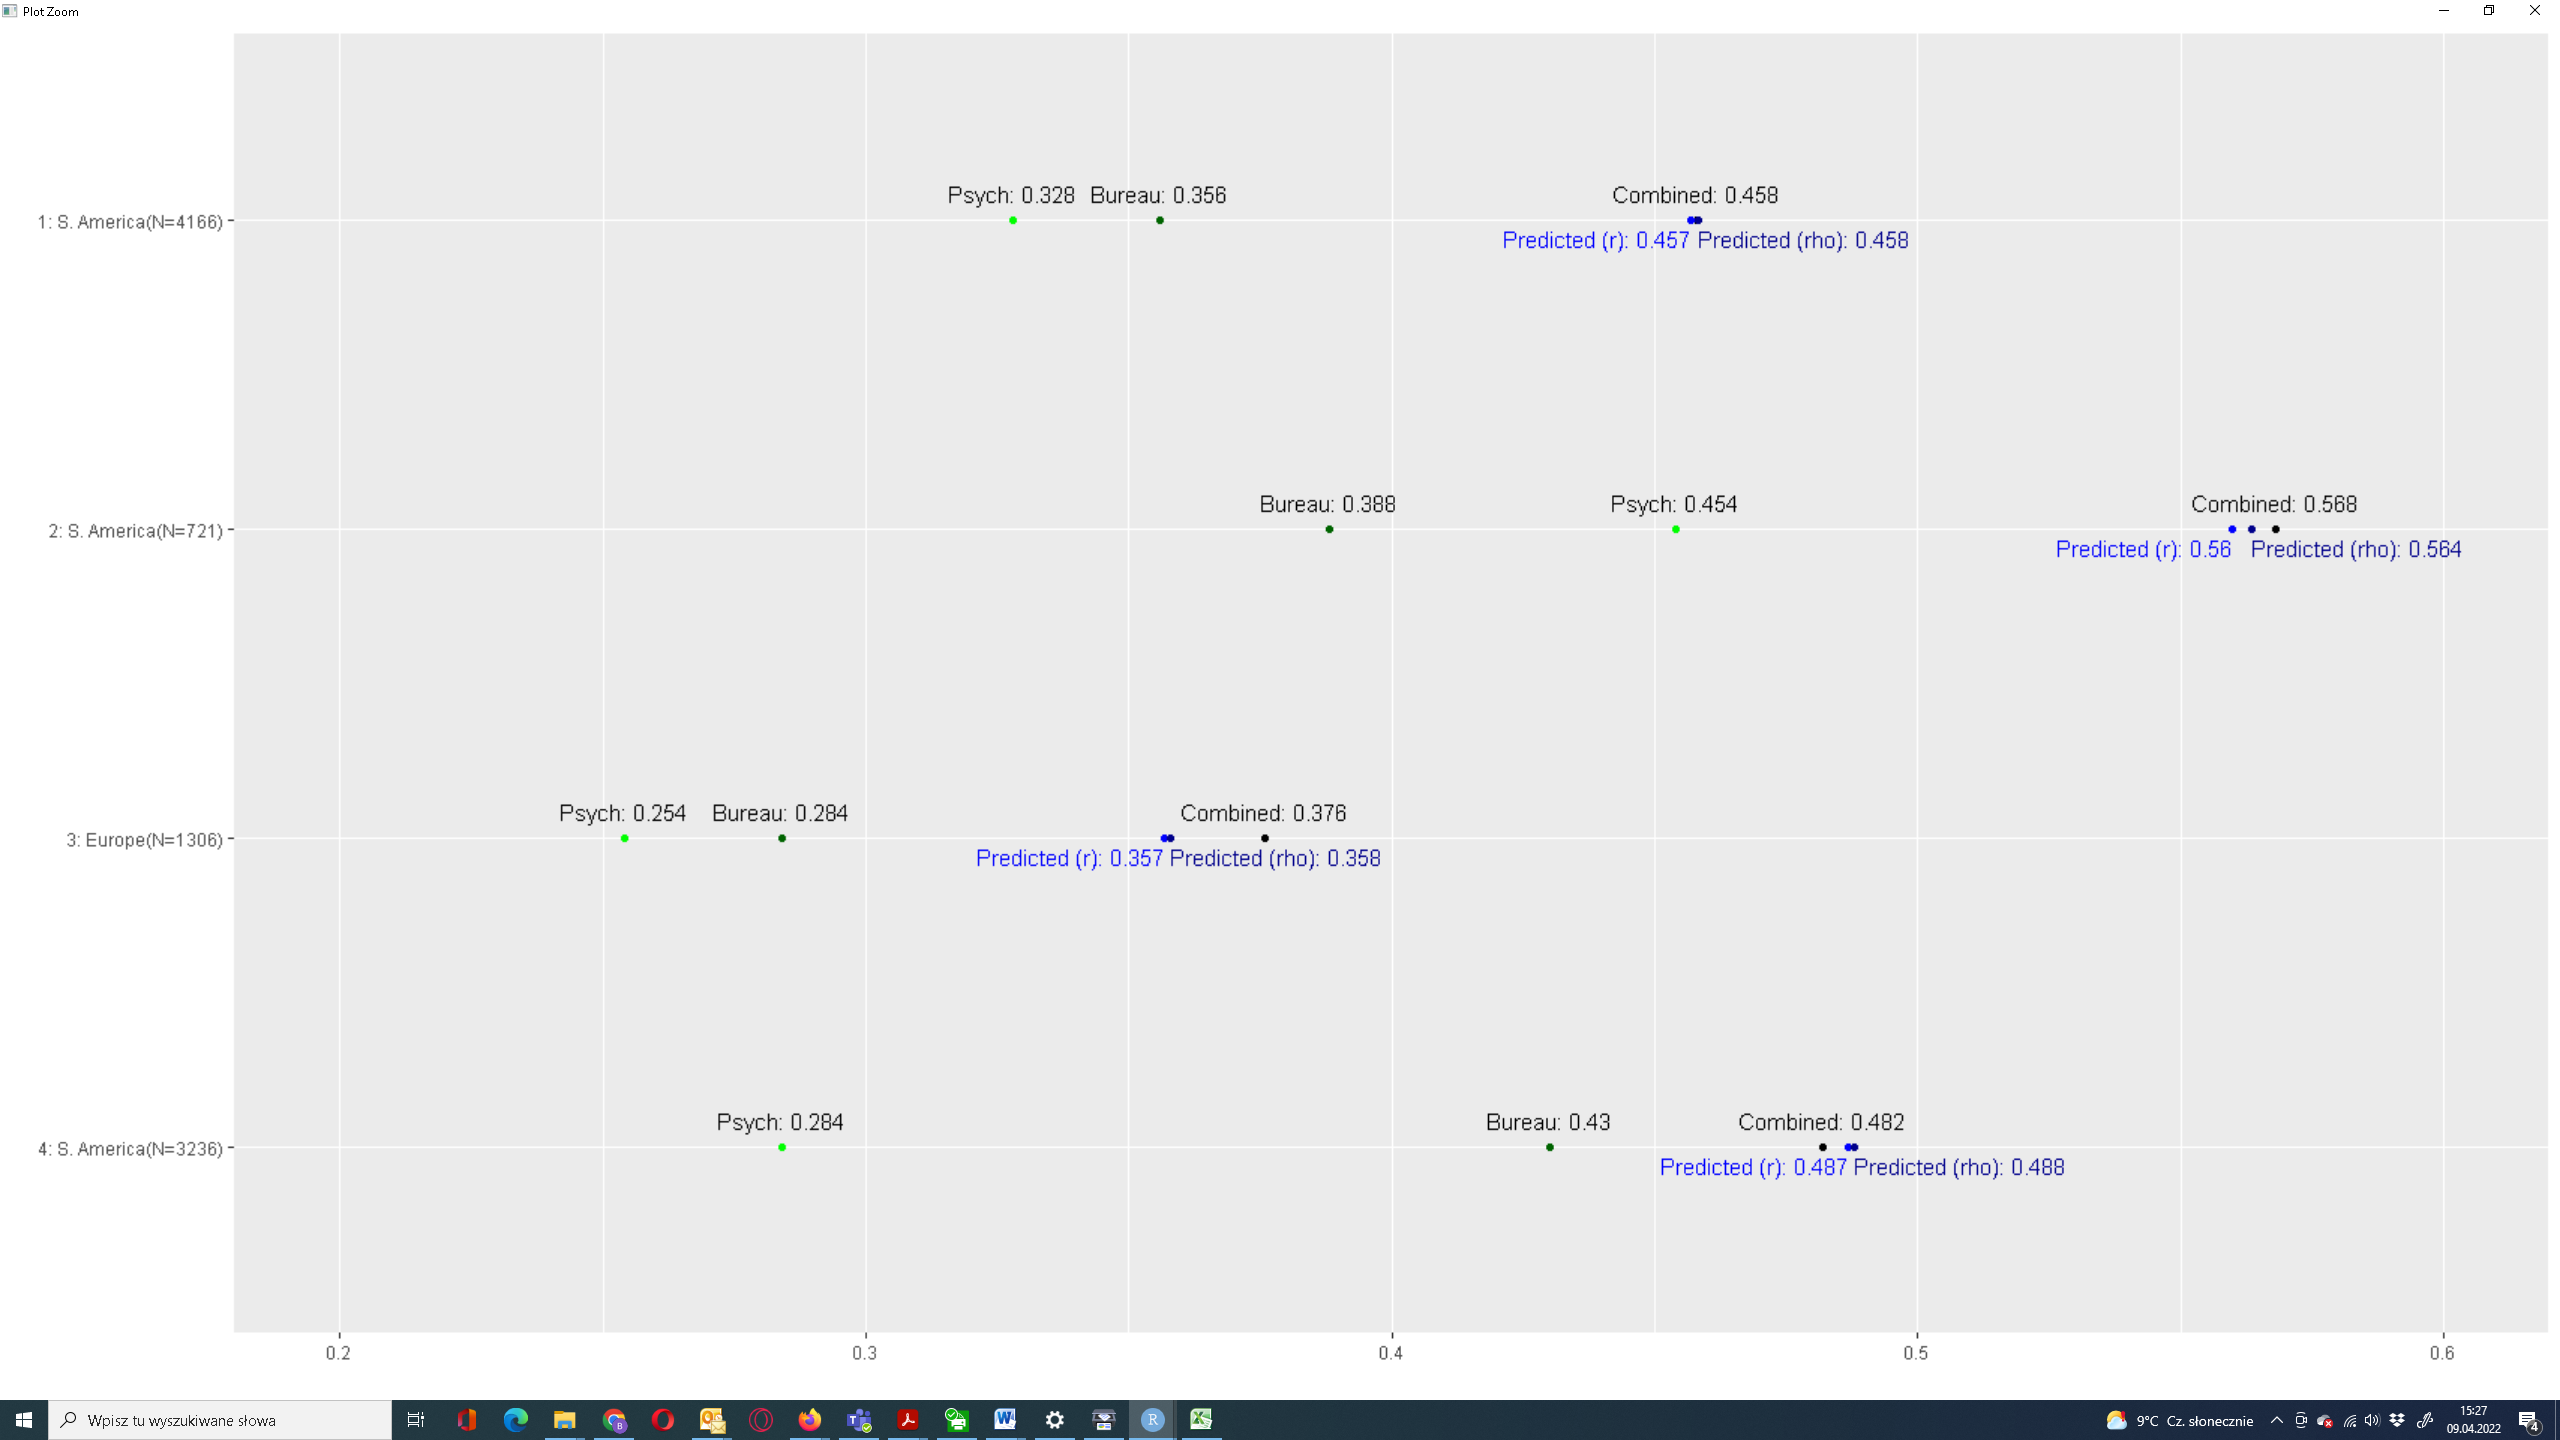 Plot Zoom
Psych: 0.328 Bureau: 0.356 Combined: 0.458
1: S. America(N=4166)
Predicted (r): 0.457 Predicted (rho): 0.458
Bureau: 0.388 Psych: 0.454 Combined: 0.568
2: S. America(N=721)
Predicted (r): 0.56 Predicted (rho): 0.564
Psych: 0.254 Bureau: 0.284 Combined: 0.376
3: Europe(N=1306)
Predicted (r): 0.357 Predicted (rho): 0.358
Psych: 0.284 Bureau: 0.43 Combined: 0.482
4: S. America(N=3236)
Predicted (r): 0.487 Predicted (rho): 0.488
0.2 0.3 0.4 0.5 0.6
Wpisz tu wyszukiwane słowa
9°C Cz. słonecznie
15:27
09.04.2022
4